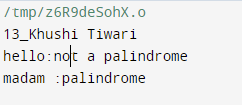 /tmp/z6R9deSohX.o
13_Khushi Tiwari
hello:not a palindrome
madam :palindrome